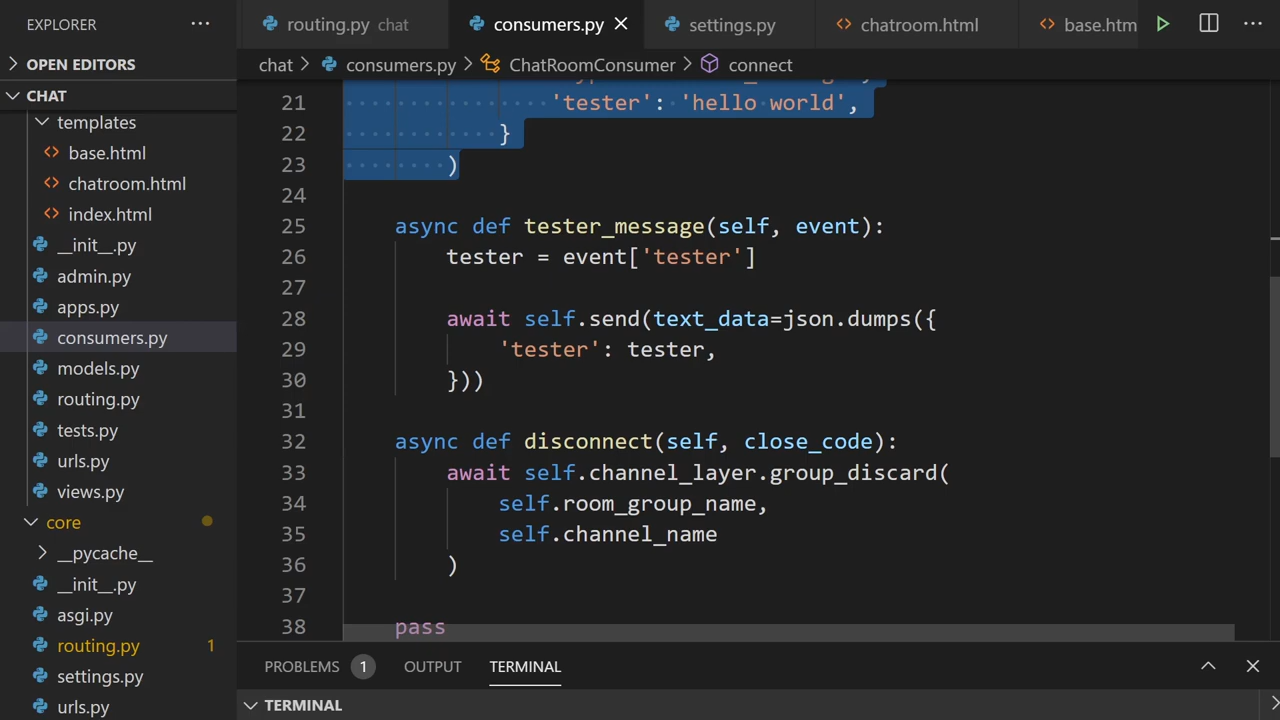 EXPLORER
···
routing.py chat
consumers.py
settings.py
chatroom.html
base.htm
···
OPEN EDITORS
chat > consumers.py > ChatRoomConsumer > connect
CHAT
templates
base.html
chatroom.html
index.html
__init__.py
admin.py
apps.py
consumers.py
models.py
routing.py
tests.py
urls.py
views.py
core
__pycache__
__init__.py
asgi.py
routing.py 1
settings.py
urls.py
21 'tester': 'hello world',
22 }
23 )
24
25 async def tester_message(self, event):
26 tester = event['tester']
27
28 await self.send(text_data=json.dumps({
29 'tester': tester,
30 }))
31
32 async def disconnect(self, close_code):
33 await self.channel_layer.group_discard(
34 self.room_group_name,
35 self.channel_name
36 )
37
38 pass
PROBLEMS 1 OUTPUT TERMINAL
TERMINAL